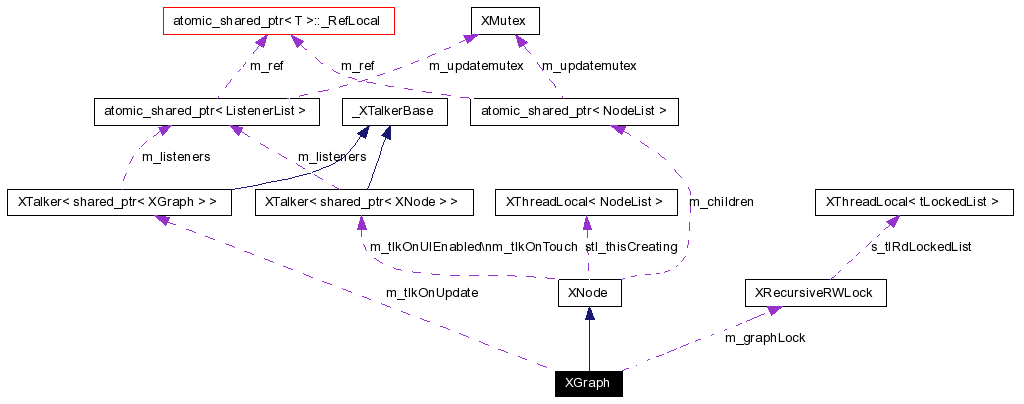 atomic_shared_ptr< T >::_RefLocal
XMutex
m_ref
m_ref
m_updatemutex
m_updatemutex
atomic_shared_ptr< ListenerList >
_XTalkerBase
atomic_shared_ptr< NodeList >
m_listeners
m_listeners
XTalker< shared_ptr< XGraph > >
XTalker< shared_ptr< XNode > >
XThreadLocal< NodeList >
m_children
XThreadLocal< tLockedList >
m_tlkOnUIEnabled\nm_tlkOnTouch
stl_thisCreating
s_tlRdLockedList
m_tlkOnUpdate
XNode
XRecursiveRWLock
m_graphLock
XGraph